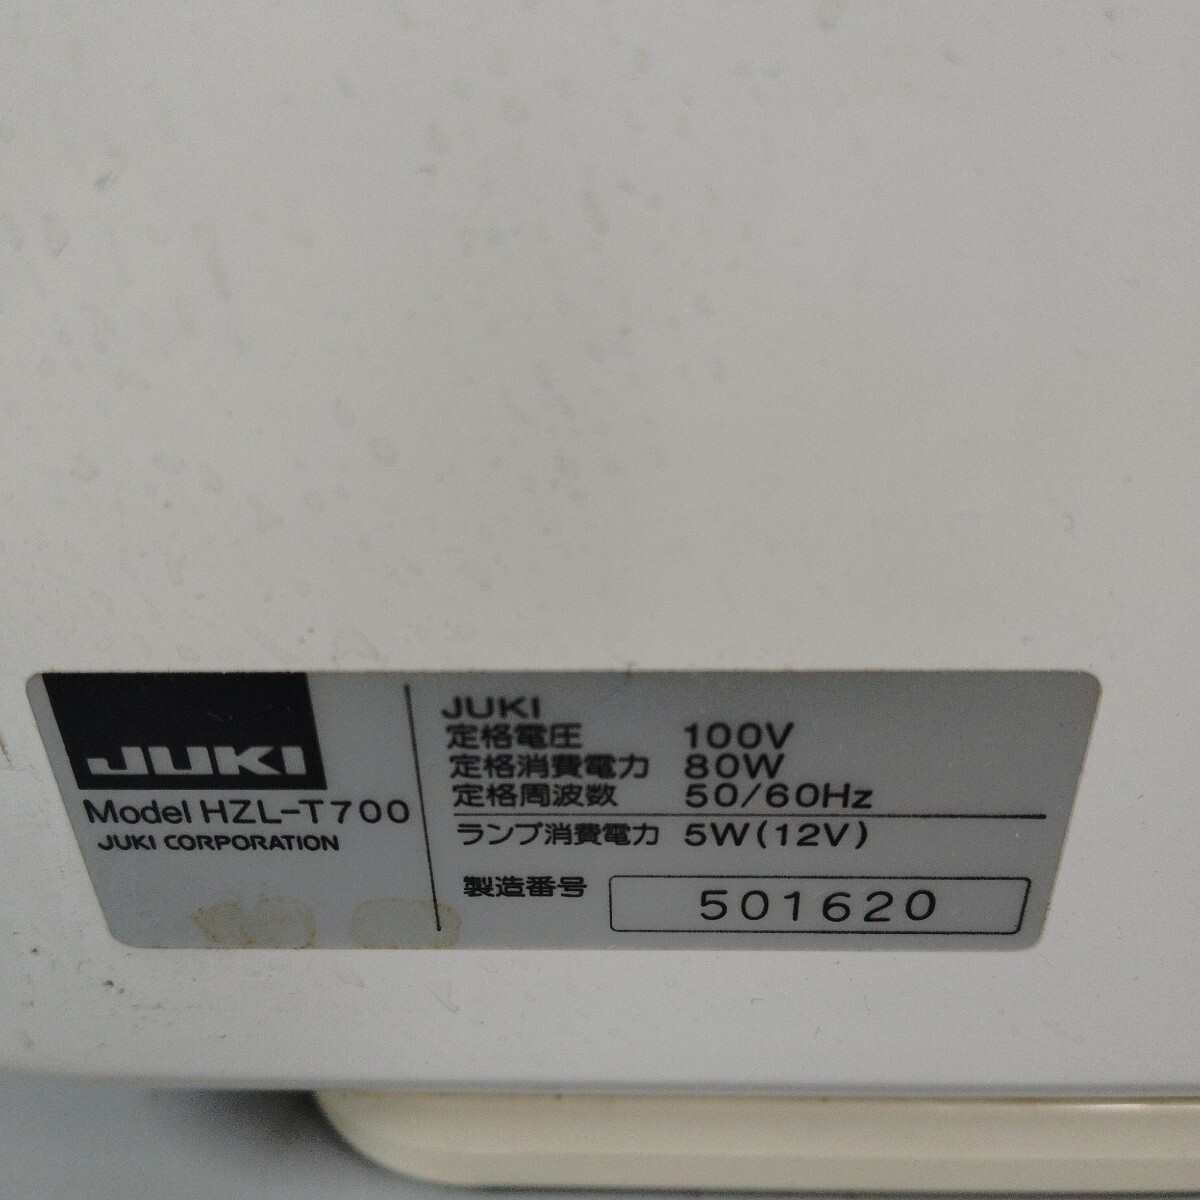 JUKI
Model HZL-T700
JUKI CORPORATION
JUKI
定格電圧 100V
定格消費電力 80W
定格周波数 50/60Hz
ランプ消費電力 5W(12V)
製造番号 501620